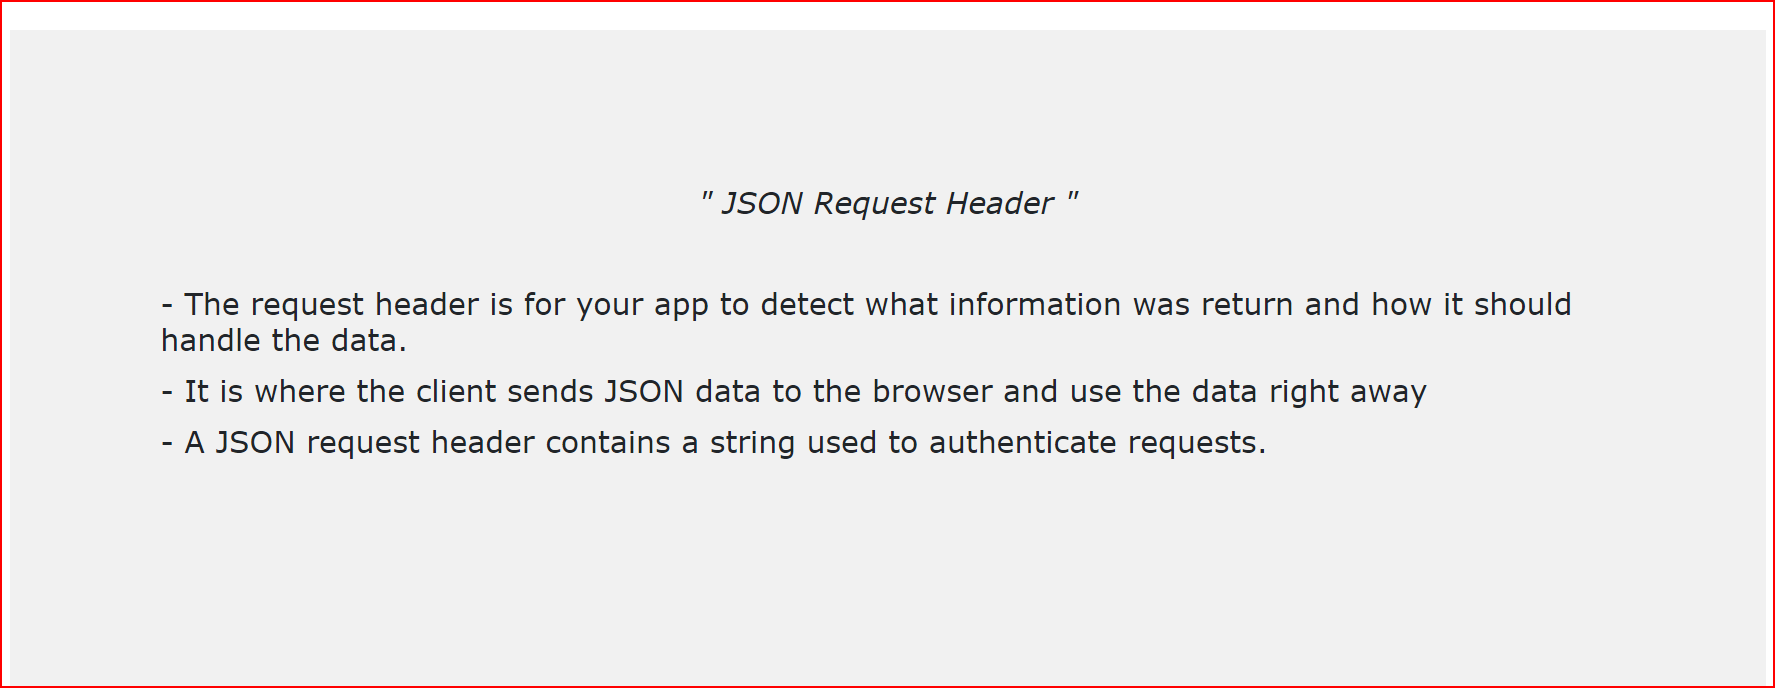 " JSON Request Header "
- The request header is for your app to detect what information was return and how it should
handle the data.
- It is where the client sends JSON data to the browser and use the data right away
- A JSON request header contains a string used to authenticate requests.